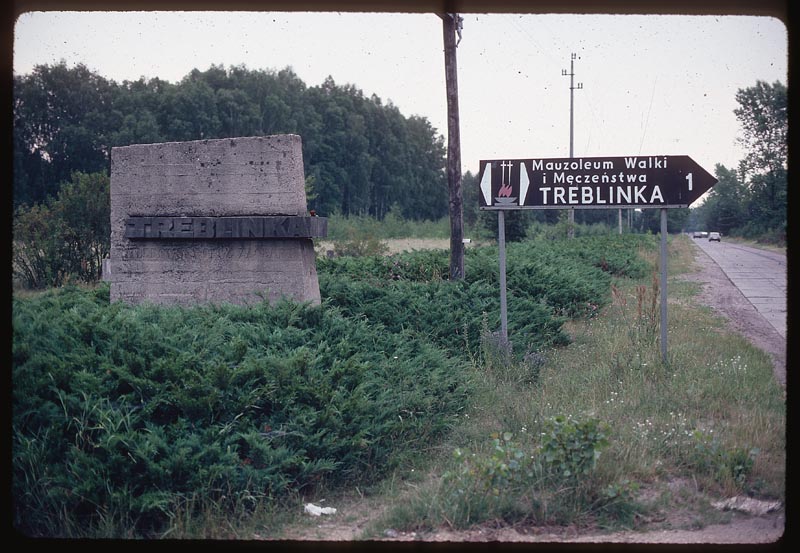 TREBLINKA
Mauzoleum Walki
i Męczeństwa
TREBLINKA
1